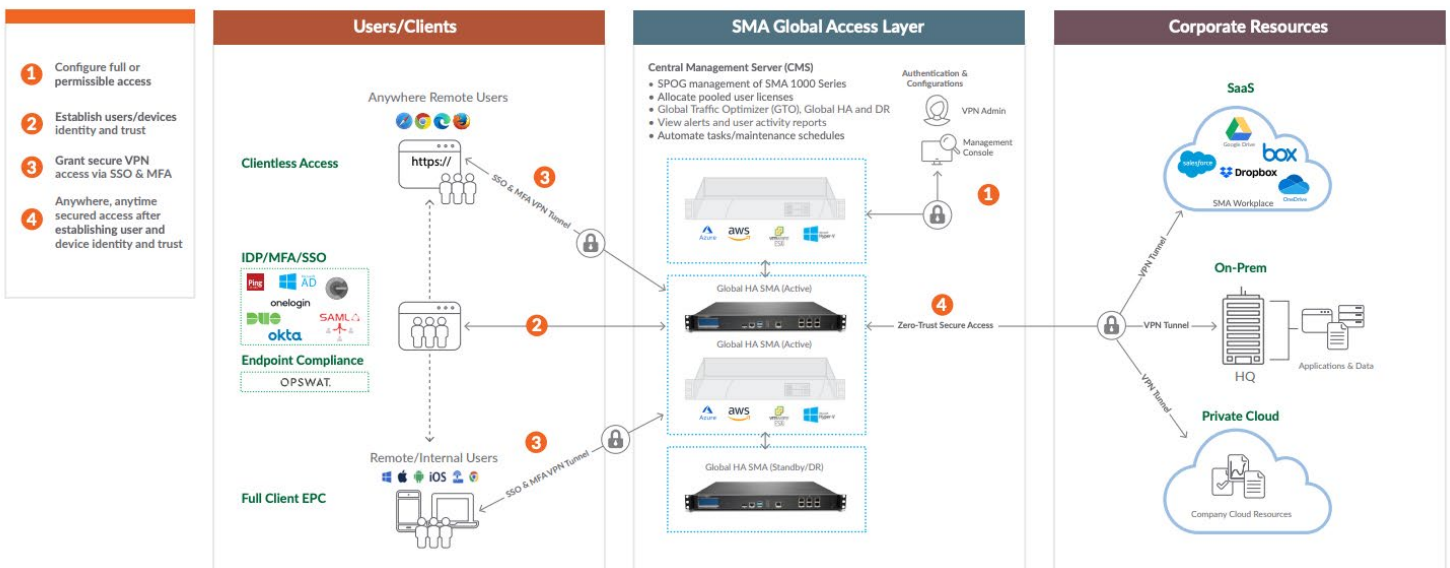 1
Configure full or
permissible access
2
Establish users/devices
identity and trust
3
Grant secure VPN
access via SSO & MFA
4
Anywhere, anytime
secured access after
establishing user and
device identity and trust
Users/Clients
Anywhere Remote Users
Clientless Access
https://
3
SSO & MFA VPN Tunnel
IDP/MFA/SSO
Ping
AD
onelogin
DUO
SAML
okta
2
Endpoint Compliance
OPSWAT.
3
Remote/Internal Users
iOS
SSO & MFA VPN Tunnel
Full Client EPC
SMA Global Access Layer
Central Management Server (CMS)
• SPOG management of SMA 1000 Series
• Allocate pooled user licenses
• Global Traffic Optimizer (GTO), Global HA and DR
• View alerts and user activity reports
• Automate tasks/maintenance schedules
Authentication &
Configurations
VPN Admin
Management
Console
1
Azure
aws
Hyper-V
Global HA SMA (Active)
4
Zero-Trust Secure Access
Global HA SMA (Active)
Azure
aws
Hyper-V
Global HA SMA (Standby/DR)
Corporate Resources
SaaS
Google Drive
salesforce
box
Dropbox
OneDrive
SMA Workplace
VPN Tunnel
On-Prem
VPN Tunnel
HQ
Applications & Data
VPN Tunnel
Private Cloud
Company Cloud Resources